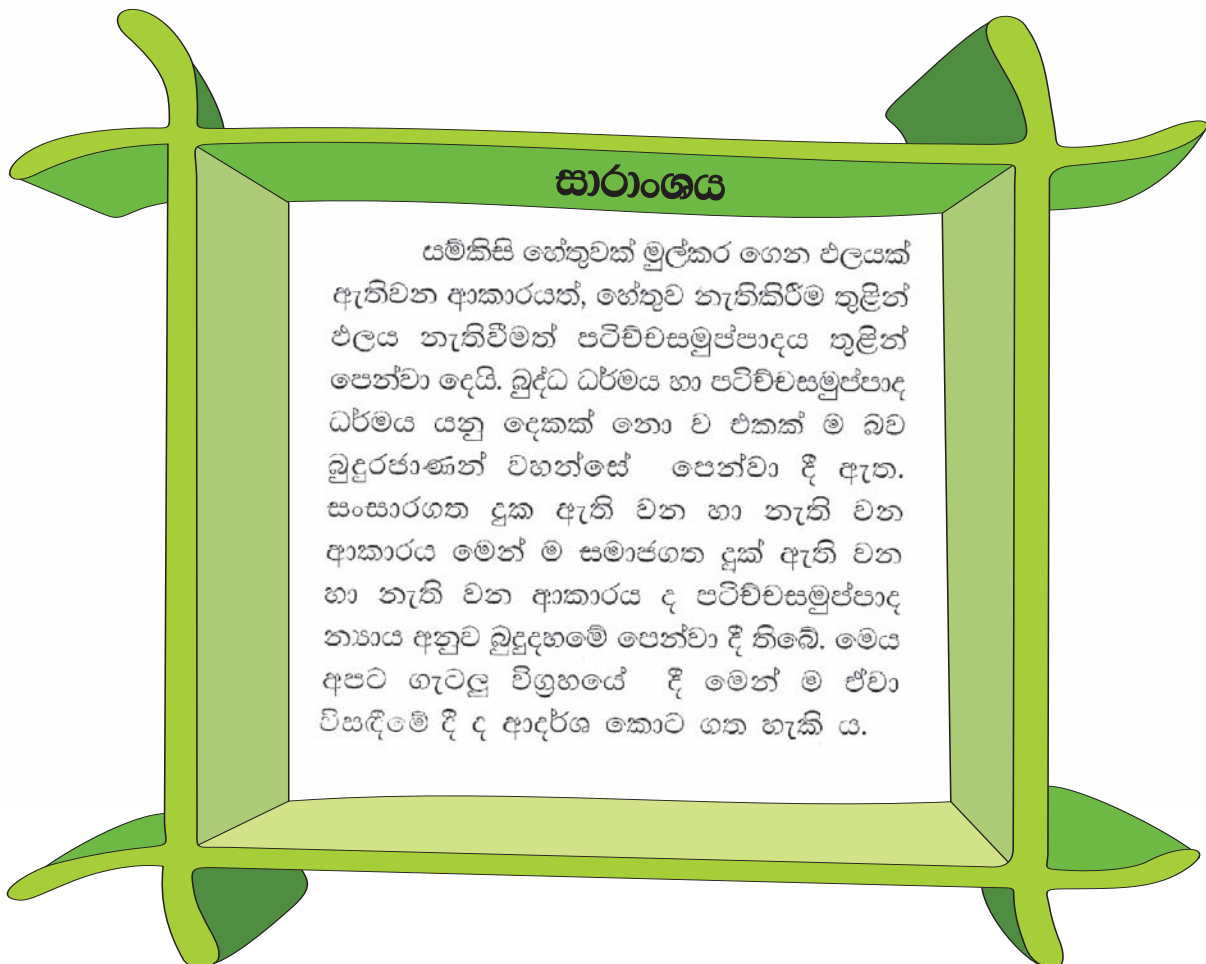 සාරාංශය
යම්කිසි හේතුවක් මුල්කර ගෙන ඵලයක්
ඇතිවන ආකාරයත්, හේතුව නැතිකිරීම තුළින්
ඵලය නැතිවීමත් පටිච්චසමුප්පාදය තුළින්
පෙන්වා දෙයි. බුද්ධ ධර්මය හා පටිච්චසමුප්පාද
ධර්මය යනු දෙකක් නො ව එකක් ම බව
බුදුරජාණන් වහන්සේ පෙන්වා දී ඇත.
සංසාරගත දුක ඇති වන හා නැති වන
ආකාරය මෙන් ම සමාජගත දුක් ඇති වන
හා නැති වන ආකාරය ද පටිච්චසමුප්පාද
න්‍යාය අනුව බුදුදහමේ පෙන්වා දී තිබේ. මෙය
අපට ගැටලු විග්‍රහයේ දී මෙන් ම ඒවා
විසඳීමේ දී ද ආදර්ශ කොට ගත හැකි ය.